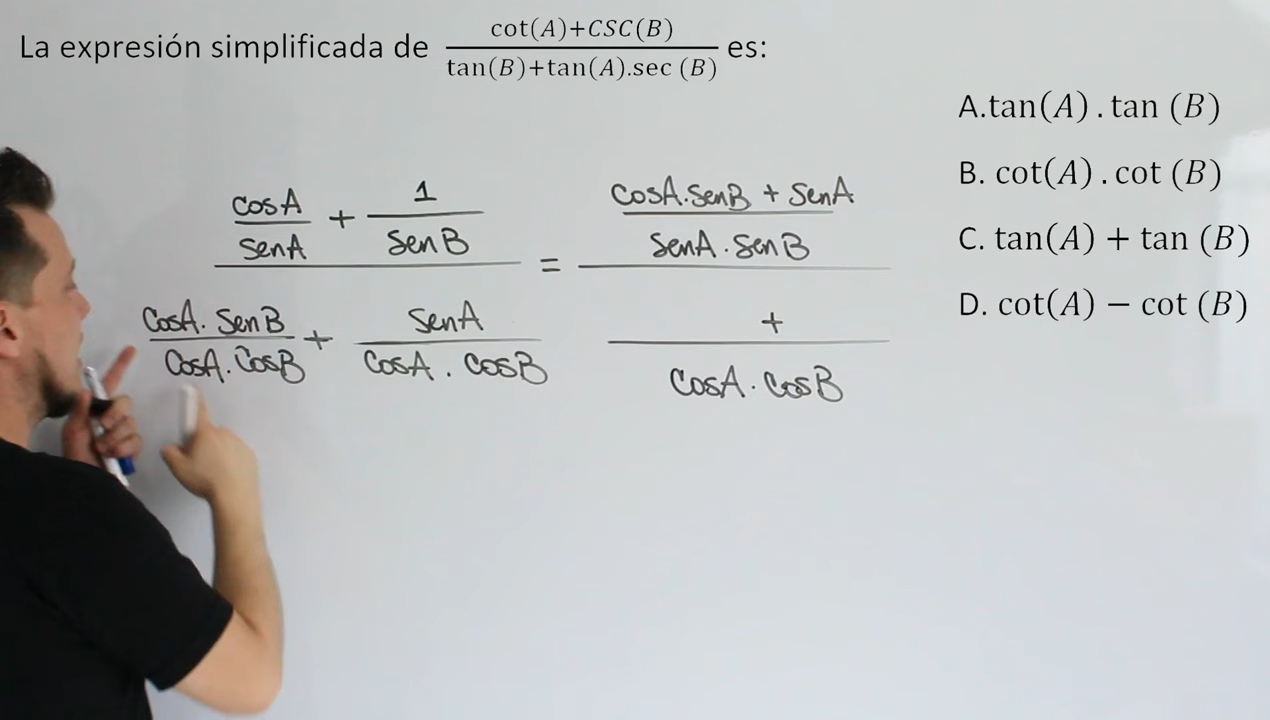 La expresión simplificada de cot(A)+CSC(B) / tan(B)+tan(A).sec (B) es:
A.tan(A) . tan (B)
B. cot(A) . cot (B)
C. tan(A) + tan (B)
D. cot(A) − cot (B)
cosA / senA + 1 / senB = cosA.senB + senA / senA.senB
cosA. senB / cosA.cosB + senA / cosA . cosB
+ / cosA.cosB